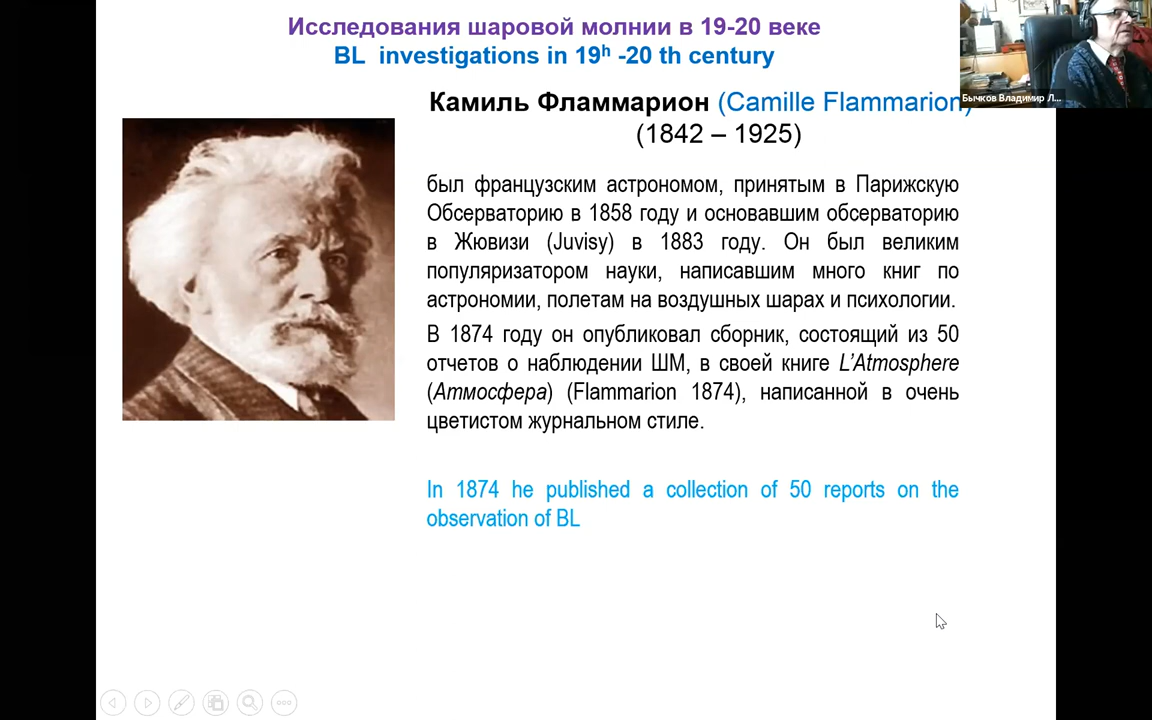 Исследования шаровой молнии в 19-20 веке
BL investigations in 19ʰ -20 th century
Камиль Фламмарион (Camille Flammarion)
(1842 – 1925)
Бычков Владимир Л...
был французским астрономом, принятым в Парижскую
Обсерваторию в 1858 году и основавшим обсерваторию
в Жювизи (Juvisy) в 1883 году. Он был великим
популяризатором науки, написавшим много книг по
астрономии, полетам на воздушных шарах и психологии.
В 1874 году он опубликовал сборник, состоящий из 50
отчетов о наблюдении ШМ, в своей книге L’Atmosphere
(Атмосфера) (Flammarion 1874), написанной в очень
цветистом журнальном стиле.
In 1874 he published a collection of 50 reports on the
observation of BL